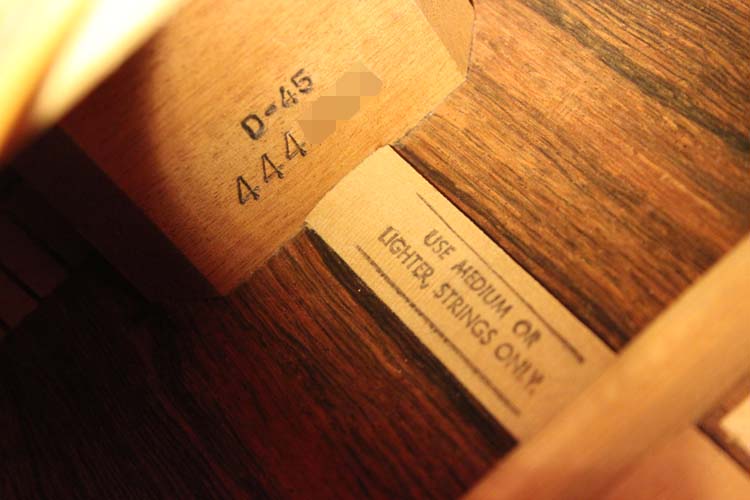 D-45
444
USE MEDIUM OR
LIGHTER, STRINGS ONLY.